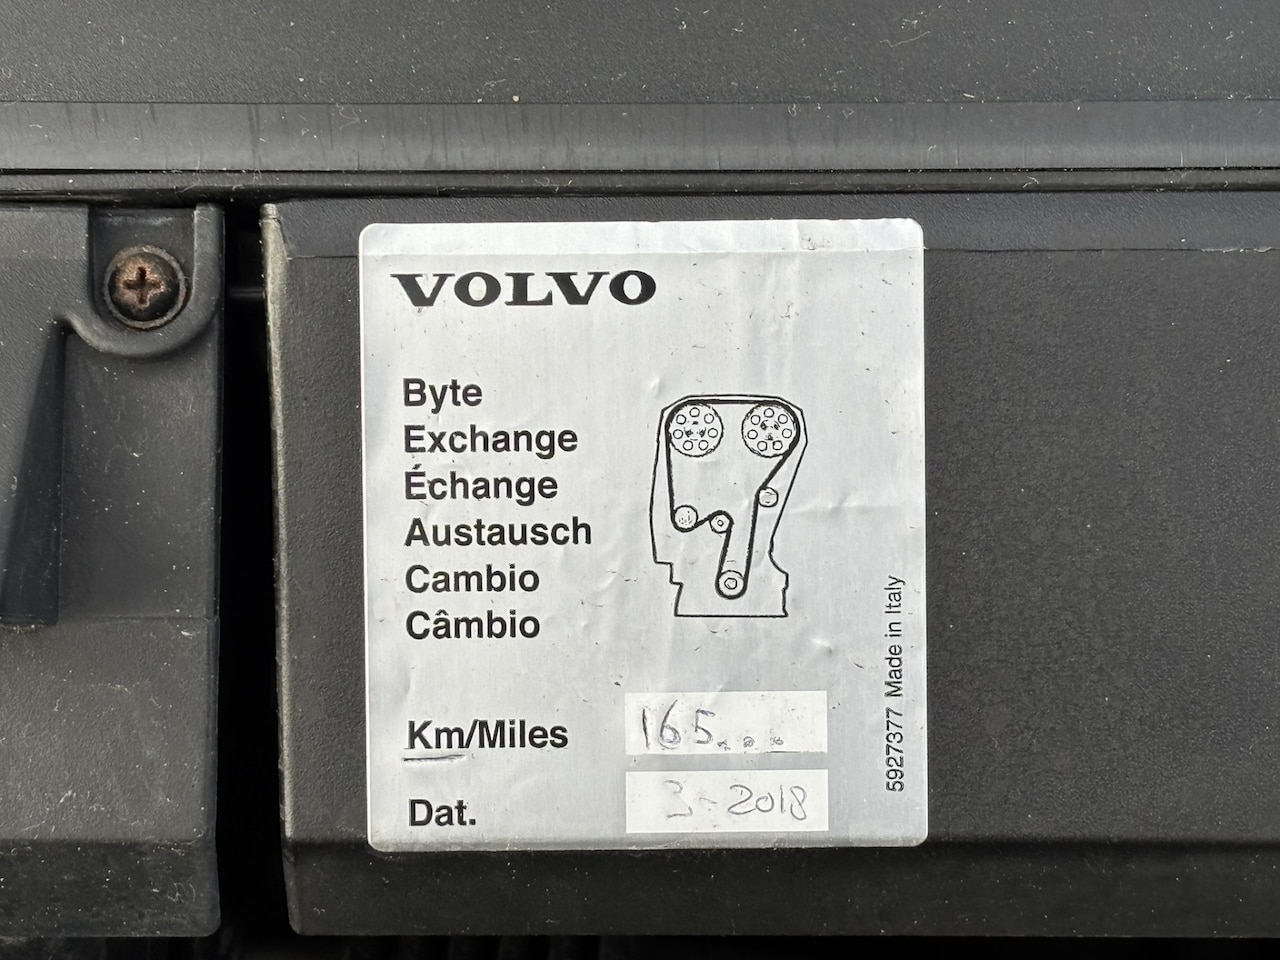 VOLVO
Byte
Exchange
Échange
Austausch
Cambio
Câmbio
Km/Miles 165...
Dat. 3-2018
5927377 Made in Italy